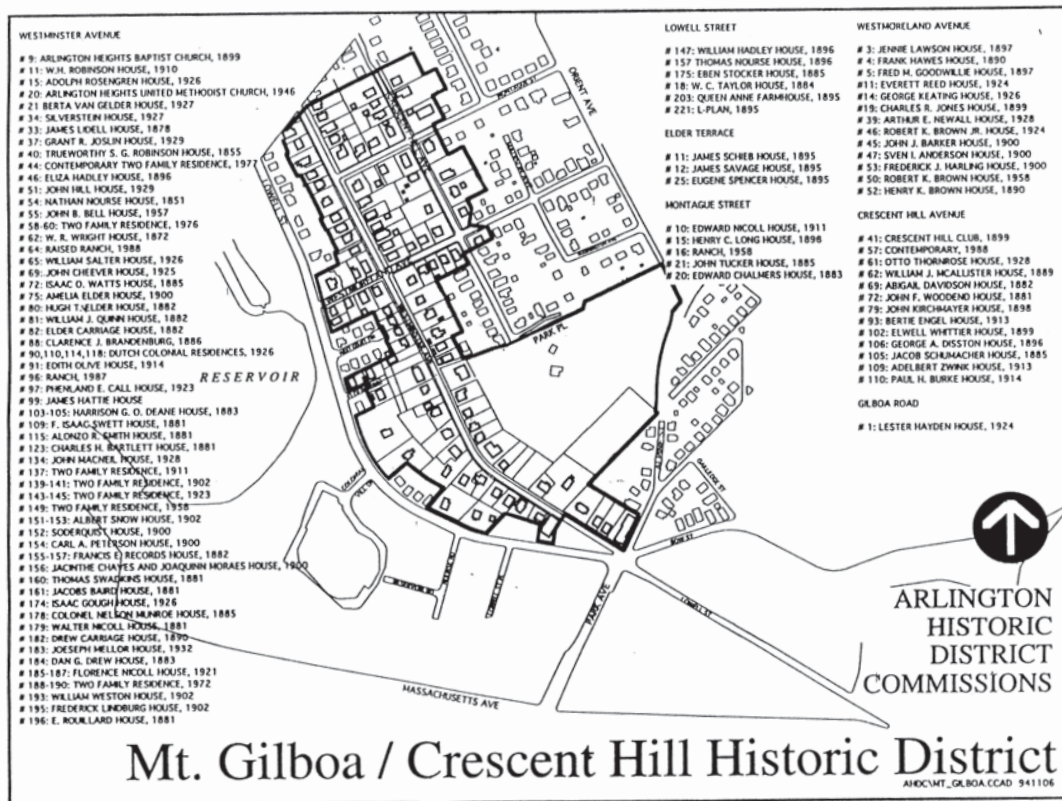 WESTMINSTER AVENUE
# 9: ARLINGTON HEIGHTS BAPTIST CHURCH, 1899
# 11: W.H. ROBINSON HOUSE, 1910
# 15: ADOLPH ROSENGREN HOUSE, 1926
# 20: ARLINGTON HEIGHTS UNITED METHODIST CHURCH, 1946
# 21 BERTA VAN GELDER HOUSE, 1927
# 34: SILVERSTEIN HOUSE, 1927
# 33: JAMES LIDELL HOUSE, 1878
# 37: GRANT R. JOSLIN HOUSE, 1929
# 40: TRUEWORTHY S. G. ROBINSON HOUSE, 1855
# 44: CONTEMPORARY TWO FAMILY RESIDENCE, 1977
# 46: ELIZA HADLEY HOUSE, 1896
# 51: JOHN HILL HOUSE, 1929
# 54: NATHAN NOURSE HOUSE, 1851
# 55: JOHN B. BELL HOUSE, 1957
# 58-60: TWO FAMILY RESIDENCE, 1976
# 62: W. R. WRIGHT HOUSE, 1872
# 64: RAISED RANCH, 1988
# 65: WILLIAM SALTER HOUSE, 1926
# 69: JOHN CHEEVER HOUSE, 1925
# 72: ISAAC O. WATTS HOUSE, 1885
# 75: AMELIA ELDER HOUSE, 1900
# 80: HUGH T. ELDER HOUSE, 1882
# 81: WILLIAM J. QUINN HOUSE, 1882
# 82: ELDER CARRIAGE HOUSE, 1882
# 88: CLARENCE J. BRANDENBURG, 1886
# 90,110,114,118: DUTCH COLONIAL RESIDENCES, 1926
# 91: EDITH OLIVE HOUSE, 1914
# 96: RANCH, 1987
# 97: PHENLAND E. CALL HOUSE, 1923
# 99: JAMES HATTIE HOUSE
# 103-105: HARRISON G. O. DEANE HOUSE, 1883
# 109: F. ISAAC SWETT HOUSE, 1881
# 115: ALONZO R. SMITH HOUSE, 1881
# 123: CHARLES H. BARTLETT HOUSE, 1881
# 134: JOHN MACNEIL HOUSE, 1928
# 137: TWO FAMILY RESIDENCE, 1911
# 139-141: TWO FAMILY RESIDENCE, 1902
# 143-145: TWO FAMILY RESIDENCE, 1923
# 149: TWO FAMILY RESIDENCE, 1958
# 151-153: ALBERT SNOW HOUSE, 1902
# 152: SODERQUIST HOUSE, 1900
# 154: CARL A. PETERSON HOUSE, 1900
# 155-157: FRANCIS E. RECORDS HOUSE, 1882
# 156: JACINTHE CHAYES AND JOAQUINN MORAES HOUSE, 1900
# 160: THOMAS SWADKINS HOUSE, 1881
# 161: JACOBS BAIRD HOUSE, 1881
# 174: ISAAC GOUGH HOUSE, 1926
# 178: COLONEL NELSON MUNROE HOUSE, 1885
# 179: WALTER NICOLL HOUSE, 1881
# 182: DREW CARRIAGE HOUSE, 1890
# 183: JOESEPH MELLOR HOUSE, 1932
# 184: DAN G. DREW HOUSE, 1883
# 185-187: FLORENCE NICOLL HOUSE, 1921
# 188-190: TWO FAMILY RESIDENCE, 1972
# 193: WILLIAM WESTON HOUSE, 1902
# 195: FREDERICK LINDBURG HOUSE, 1902
# 196: E. ROUILLARD HOUSE, 1881
LOWELL STREET
# 147: WILLIAM HADLEY HOUSE, 1896
# 157 THOMAS NOURSE HOUSE, 1896
# 175: EBEN STOCKER HOUSE, 1885
# 18: W. C. TAYLOR HOUSE, 1884
# 203: QUEEN ANNE FARMHOUSE, 1895
# 221: L-PLAN, 1895
ELDER TERRACE
# 11: JAMES SCHIEB HOUSE, 1895
# 12: JAMES SAVAGE HOUSE, 1895
# 25: EUGENE SPENCER HOUSE, 1895
MONTAGUE STREET
# 10: EDWARD NICOLL HOUSE, 1911
# 15: HENRY C. LONG HOUSE, 1898
# 16: RANCH, 1958
# 21: JOHN TUCKER HOUSE, 1885
# 20: EDWARD CHALMERS HOUSE, 1883
WESTMORELAND AVENUE
# 3: JENNIE LAWSON HOUSE, 1897
# 4: FRANK HAWES HOUSE, 1890
# 5: FRED M. GOODWILLIE HOUSE, 1897
#11: EVERETT REED HOUSE, 1924
#14: GEORGE KEATING HOUSE, 1926
#19: CHARLES R. JONES HOUSE, 1899
# 39: ARTHUR E. NEWALL HOUSE, 1928
# 46: ROBERT K. BROWN JR. HOUSE, 1924
# 45: JOHN J. BARKER HOUSE, 1900
# 47: SVEN I. ANDERSON HOUSE, 1900
# 53: FREDERICK J. HARLING HOUSE, 1900
# 50: ROBERT K. BROWN HOUSE, 1958
# 52: HENRY K. BROWN HOUSE, 1890
CRESCENT HILL AVENUE
# 41: CRESCENT HILL CLUB, 1899
# 57: CONTEMPORARY, 1988
# 61: OTTO THORNROSE HOUSE, 1928
# 62: WILLIAM J. MCALLISTER HOUSE, 1889
# 69: ABIGAIL DAVIDSON HOUSE, 1882
# 72: JOHN F. WOODEND HOUSE, 1881
# 79: JOHN KIRCHMAYER HOUSE, 1898
# 93: BERTIE ENGEL HOUSE, 1913
# 102: ELWELL WHITTIER HOUSE, 1899
# 106: GEORGE A. DISSTON HOUSE, 1896
# 105: JACOB SCHUMACHER HOUSE, 1885
# 109: ADELBERT ZWINK HOUSE, 1913
# 110: PAUL H. BURKE HOUSE, 1914
GILBOA ROAD
# 1: LESTER HAYDEN HOUSE, 1924
ORIENT AVE
LOWELL ST
PARK PL
RESERVOIR
COLONIAL
BOW ST
PARK AVE
LOWELL ST
MASSACHUSETTS AVE
ARLINGTON
HISTORIC
DISTRICT
COMMISSIONS
Mt. Gilboa / Crescent Hill Historic District
AHDC\MT_GILBOA.CCAD 941106